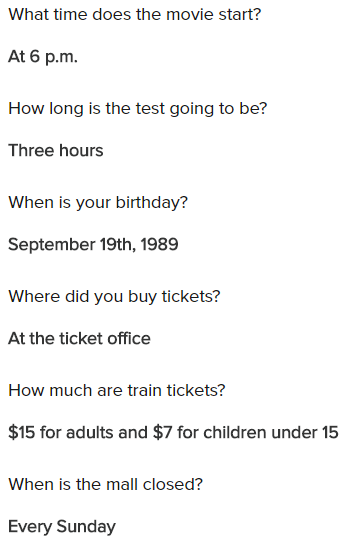 What time does the movie start?
At 6 p.m.
How long is the test going to be?
Three hours
When is your birthday?
September 19th, 1989
Where did you buy tickets?
At the ticket office
How much are train tickets?
$15 for adults and $7 for children under 15
When is the mall closed?
Every Sunday